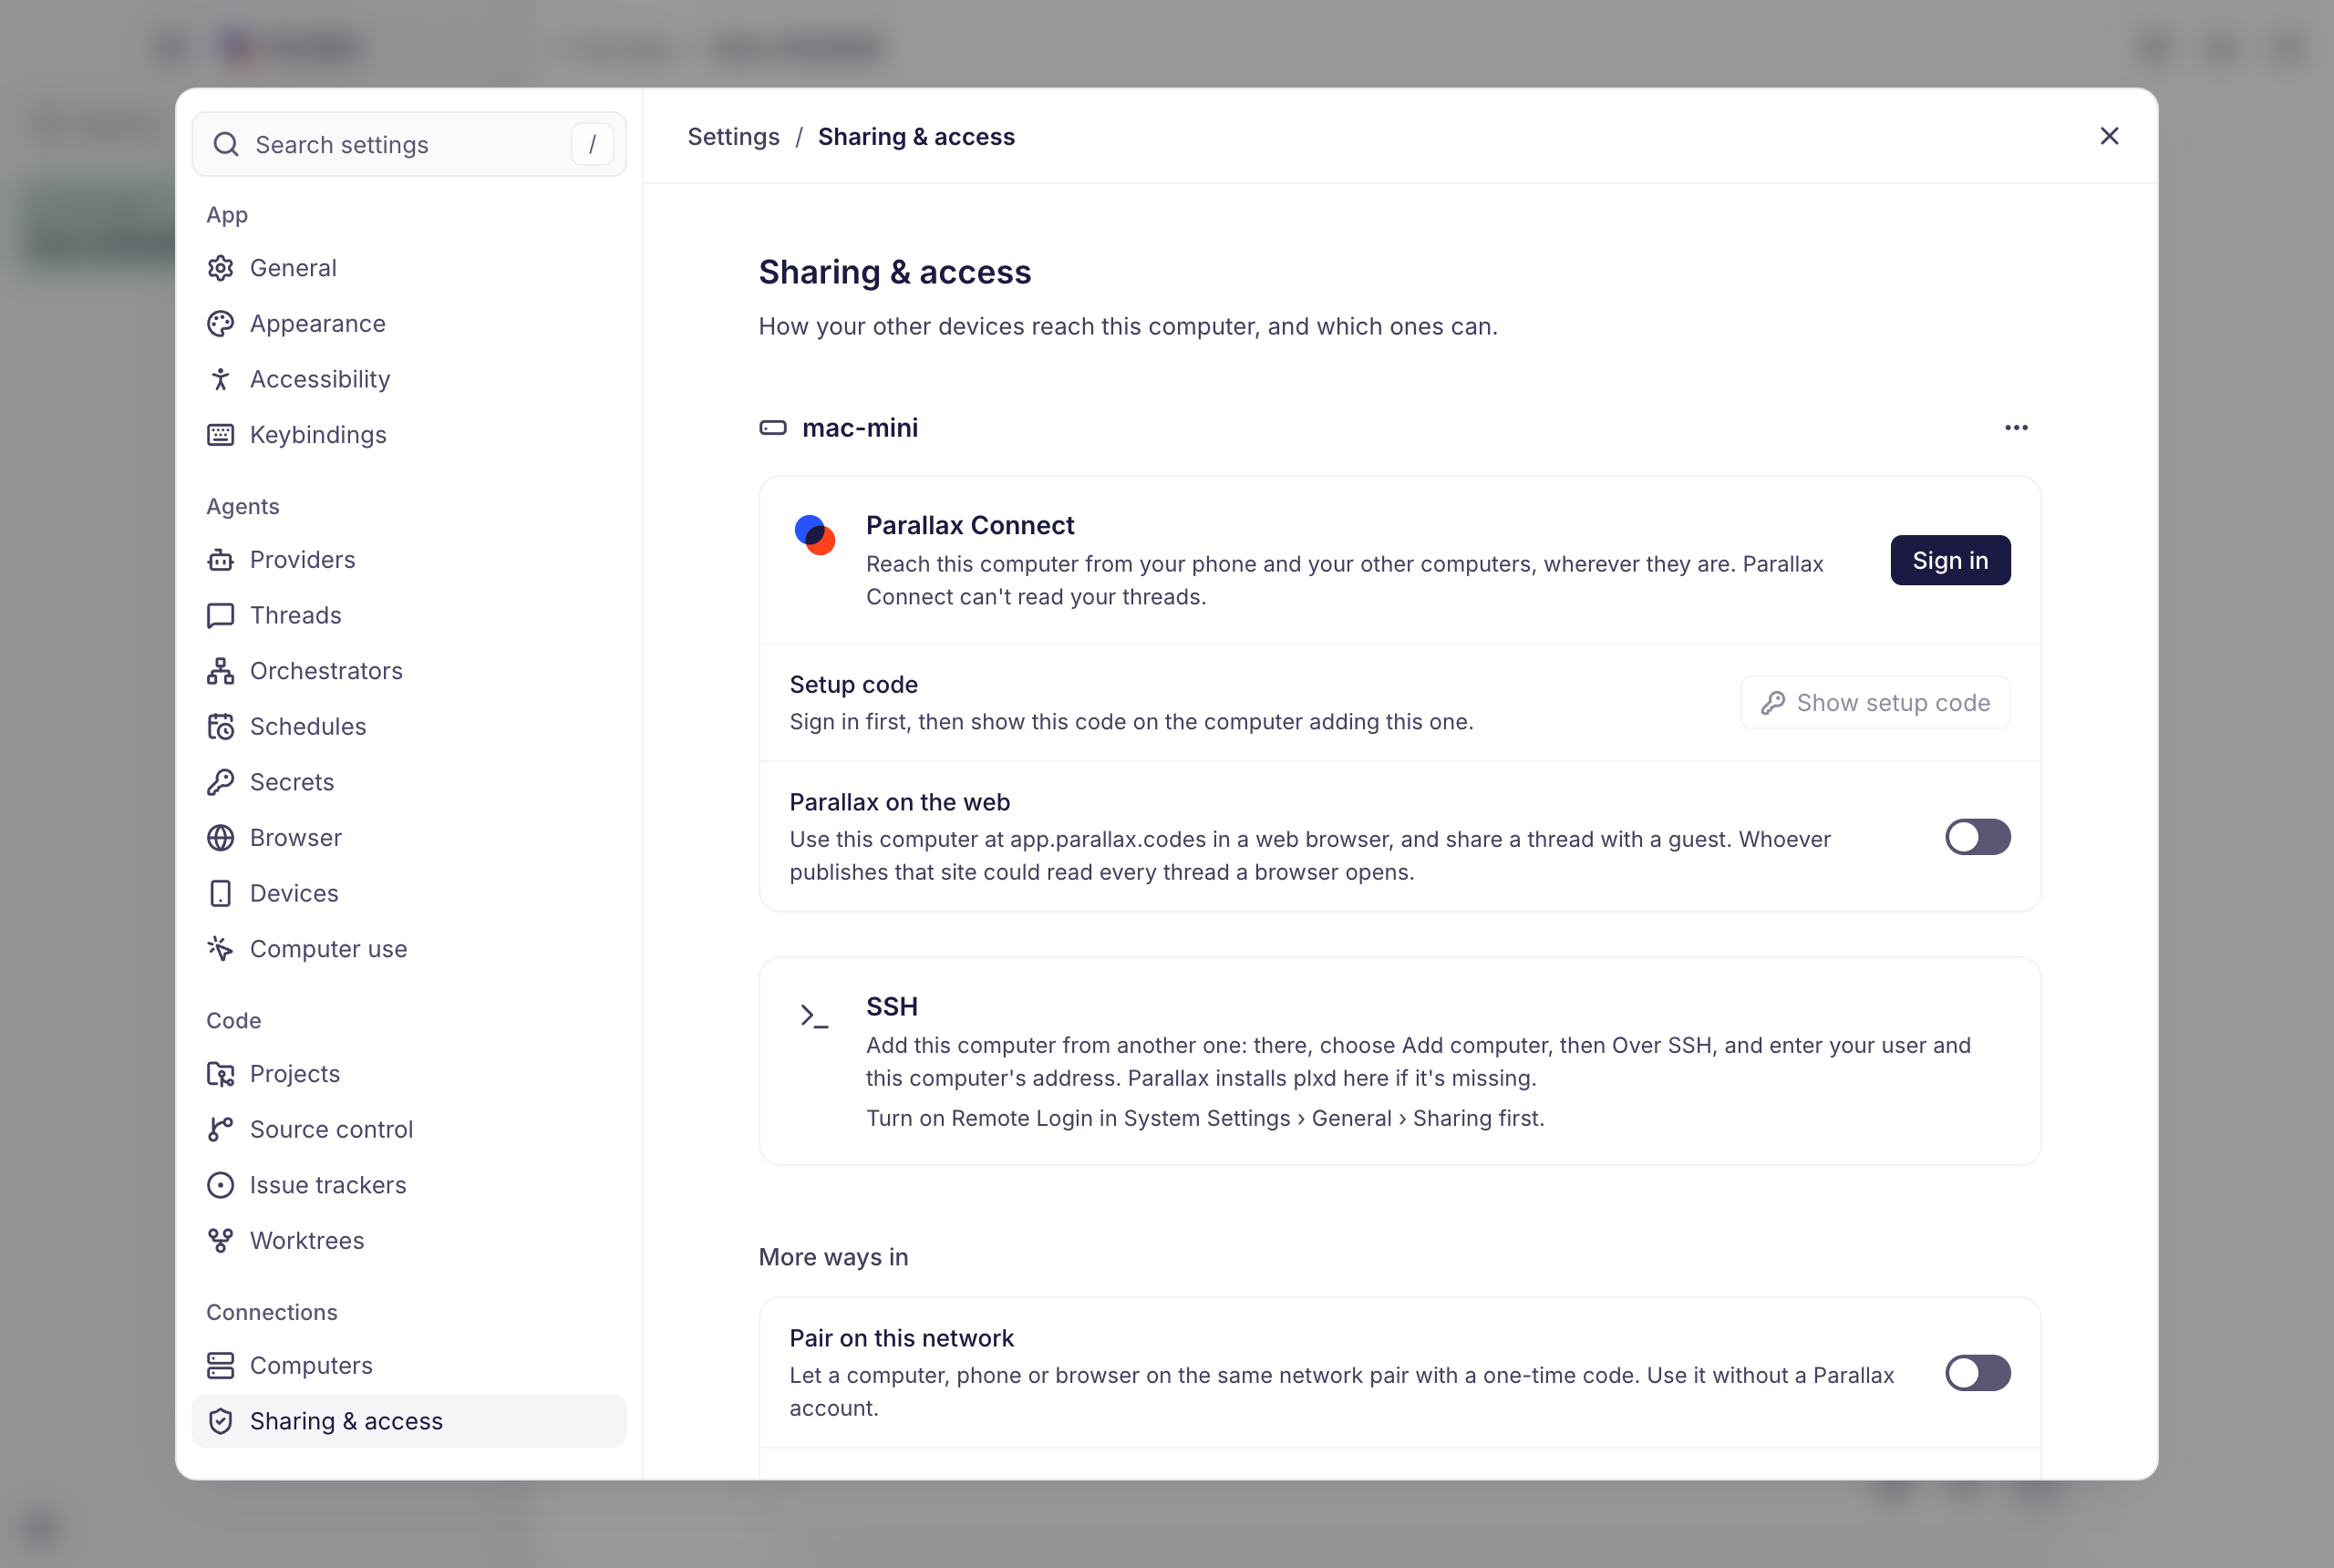 Search settings /
App
General
Appearance
Accessibility
Keybindings
Agents
Providers
Threads
Orchestrators
Schedules
Secrets
Browser
Devices
Computer use
Code
Projects
Source control
Issue trackers
Worktrees
Connections
Computers
Sharing & access
Settings / Sharing & access
Sharing & access
How your other devices reach this computer, and which ones can.
mac-mini
Parallax Connect
Reach this computer from your phone and your other computers, wherever they are. Parallax
Connect can't read your threads.
Sign in
Setup code
Sign in first, then show this code on the computer adding this one.
Show setup code
Parallax on the web
Use this computer at app.parallax.codes in a web browser, and share a thread with a guest. Whoever
publishes that site could read every thread a browser opens.
SSH
Add this computer from another one: there, choose Add computer, then Over SSH, and enter your user and
this computer's address. Parallax installs plxd here if it's missing.
Turn on Remote Login in System Settings › General › Sharing first.
More ways in
Pair on this network
Let a computer, phone or browser on the same network pair with a one-time code. Use it without a Parallax
account.